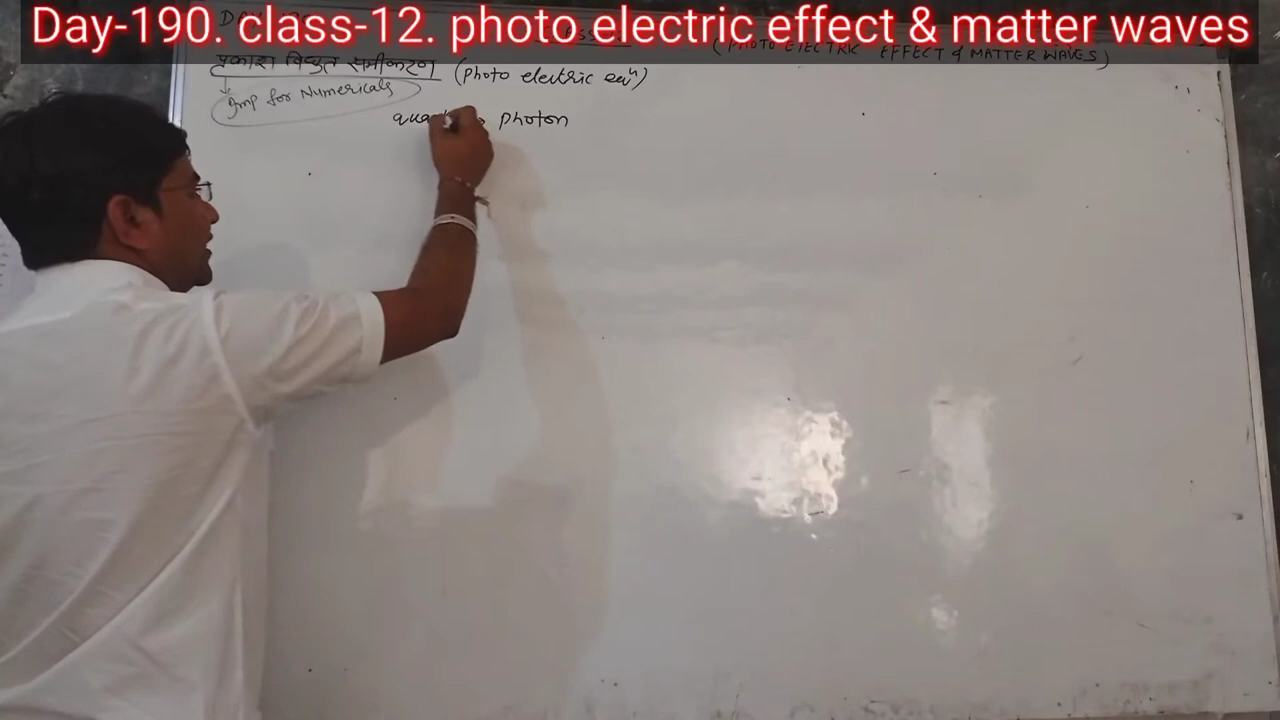 Day-190. class-12. photo electric effect & matter waves
(PHOTO ELECTRIC EFFECT & MATTER WAVES)
प्रकाश विद्युत समीकरण (photo electric eqⁿ)
Imp for Numericals
photon